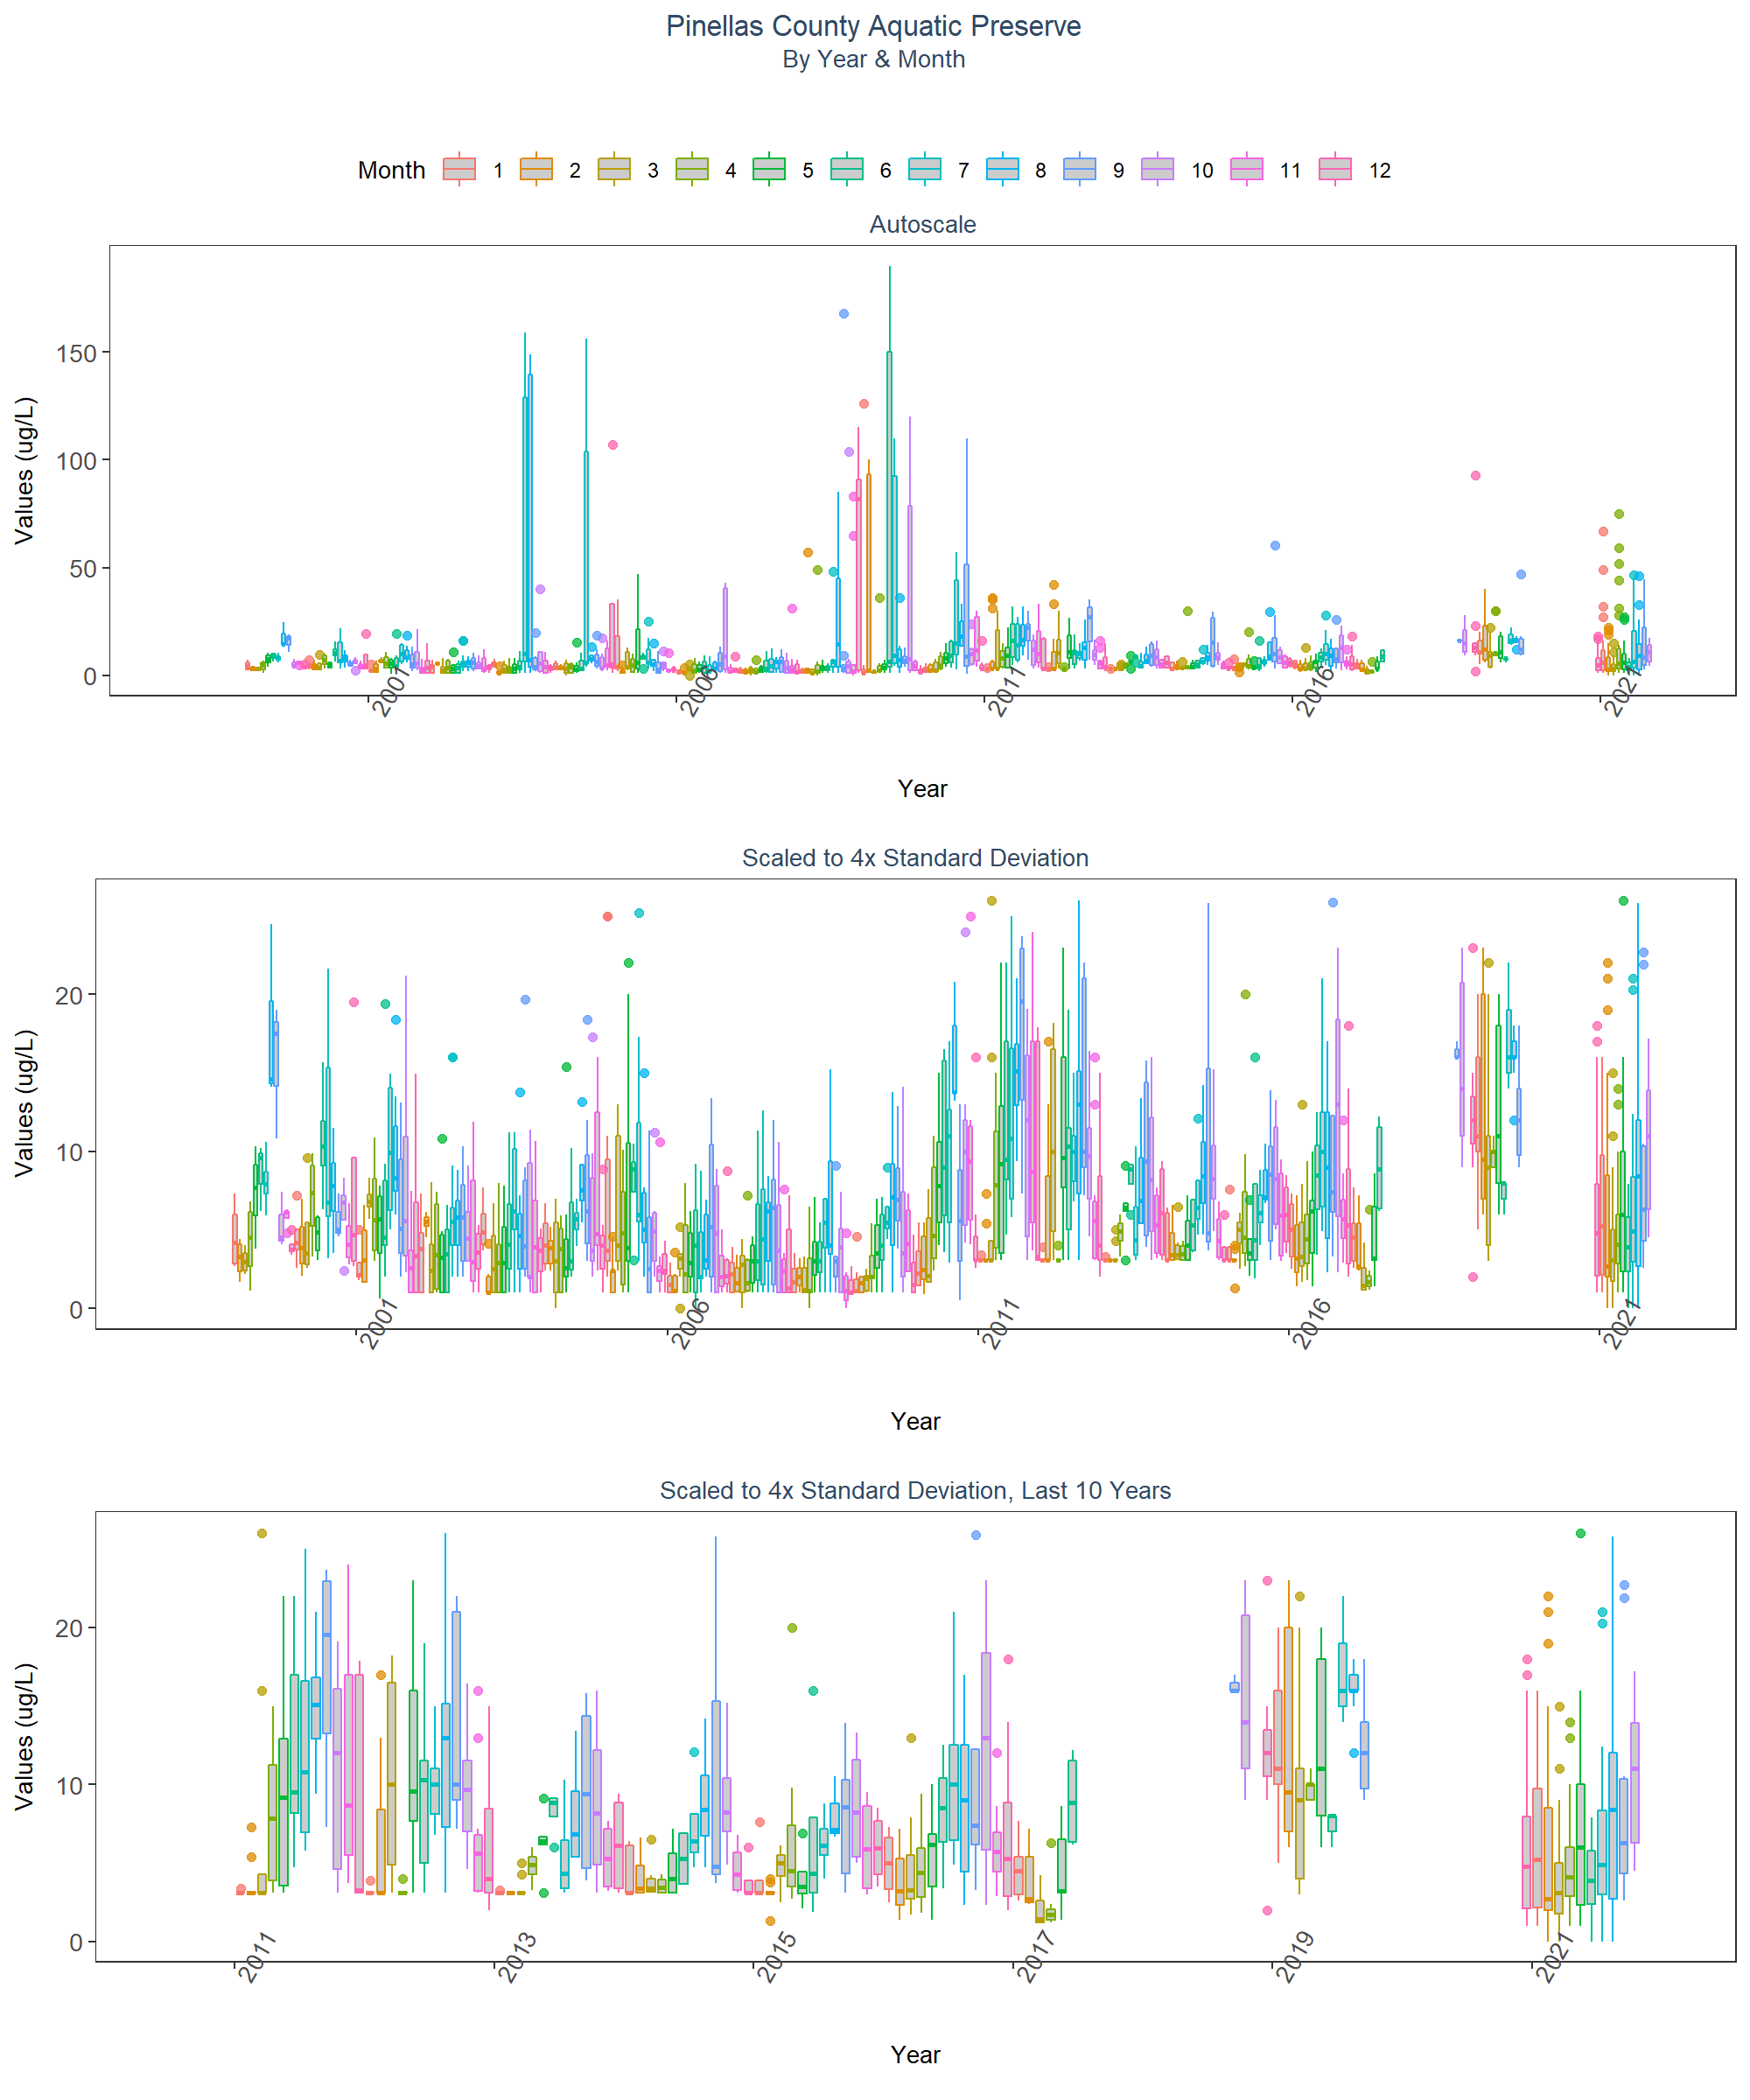 Pinellas County Aquatic Preserve
By Year & Month
Month 1 2 3 4 5 6 7 8 9 10 11 12
Autoscale
Values (ug/L)
150
100
50
0
2001 2006 2011 2016 2021
Year
Scaled to 4x Standard Deviation
Values (ug/L)
20
10
0
2001 2006 2011 2016 2021
Year
Scaled to 4x Standard Deviation, Last 10 Years
Values (ug/L)
20
10
0
2011 2013 2015 2017 2019 2021
Year